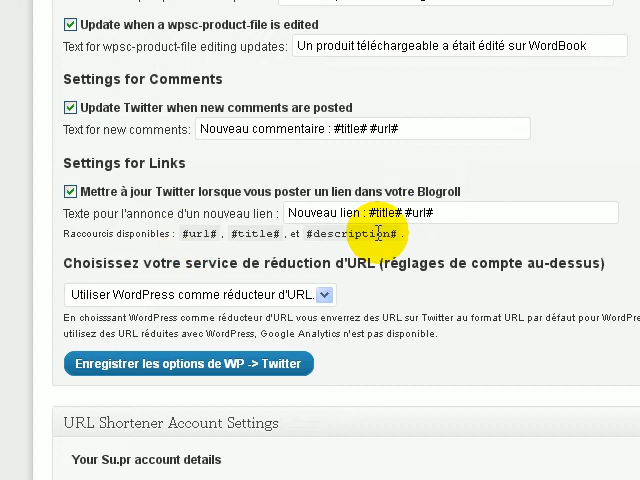 Update when a wpsc-product-file is edited
Text for wpsc-product-file editing updates: Un produit téléchargeable a était édité sur WordBook
Settings for Comments
Update Twitter when new comments are posted
Text for new comments: Nouveau commentaire : #title# #url#
Settings for Links
Mettre à jour Twitter lorsque vous poster un lien dans votre Blogroll
Texte pour l'annonce d'un nouveau lien : Nouveau lien : #title# #url#
Raccourcis disponibles : #url# , #title# , et #description# .
Choisissez votre service de réduction d'URL (réglages de compte au-dessus)
Utiliser WordPress comme réducteur d'URL.
En choisssant WordPress comme réducteur d'URL vous enverrez des URL sur Twitter au format URL par défaut pour WordPre
utilisez des URL réduites avec WordPress, Google Analytics n'est pas disponible.
Enregistrer les options de WP -> Twitter
URL Shortener Account Settings
Your Su.pr account details